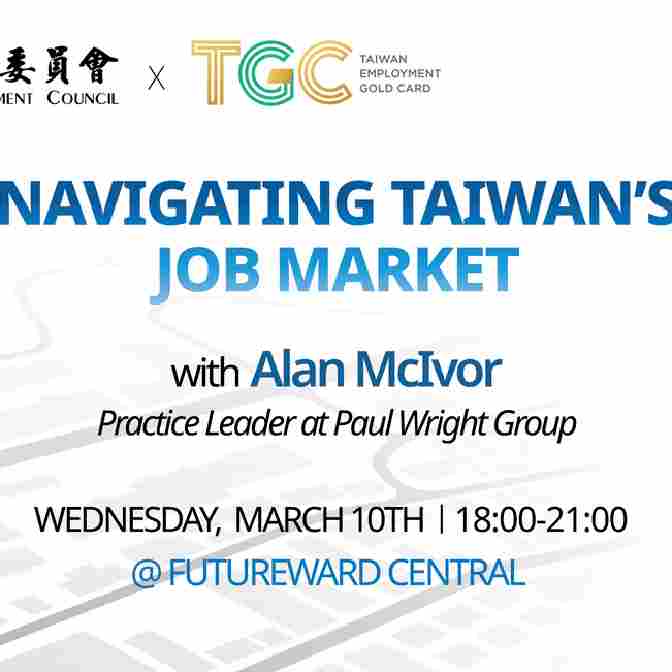 委員會
MENT COUNCIL
X
TGC
TAIWAN
EMPLOYMENT
GOLD CARD
NAVIGATING TAIWAN'S
JOB MARKET
with Alan McIvor
Practice Leader at Paul Wright Group
WEDNESDAY, MARCH 10TH | 18:00-21:00
@ FUTUREWARD CENTRAL